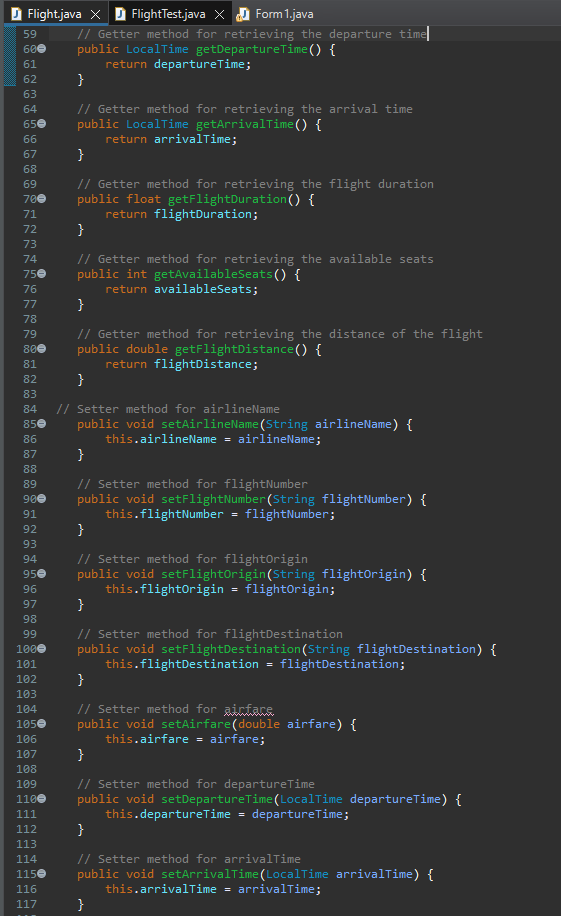 Flight.java FlightTest.java Form1.java
59 // Getter method for retrieving the departure time
60 public LocalTime getDepartureTime() {
61 return departureTime;
62 }
63
64 // Getter method for retrieving the arrival time
65 public LocalTime getArrivalTime() {
66 return arrivalTime;
67 }
68
69 // Getter method for retrieving the flight duration
70 public float getFlightDuration() {
71 return flightDuration;
72 }
73
74 // Getter method for retrieving the available seats
75 public int getAvailableSeats() {
76 return availableSeats;
77 }
78
79 // Getter method for retrieving the distance of the flight
80 public double getFlightDistance() {
81 return flightDistance;
82 }
83
84 // Setter method for airlineName
85 public void setAirlineName(String airlineName) {
86 this.airlineName = airlineName;
87 }
88
89 // Setter method for flightNumber
90 public void setFlightNumber(String flightNumber) {
91 this.flightNumber = flightNumber;
92 }
93
94 // Setter method for flightOrigin
95 public void setFlightOrigin(String flightOrigin) {
96 this.flightOrigin = flightOrigin;
97 }
98
99 // Setter method for flightDestination
100 public void setFlightDestination(String flightDestination) {
101 this.flightDestination = flightDestination;
102 }
103
104 // Setter method for airfare
105 public void setAirfare(double airfare) {
106 this.airfare = airfare;
107 }
108
109 // Setter method for departureTime
110 public void setDepartureTime(LocalTime departureTime) {
111 this.departureTime = departureTime;
112 }
113
114 // Setter method for arrivalTime
115 public void setArrivalTime(LocalTime arrivalTime) {
116 this.arrivalTime = arrivalTime;
117 }